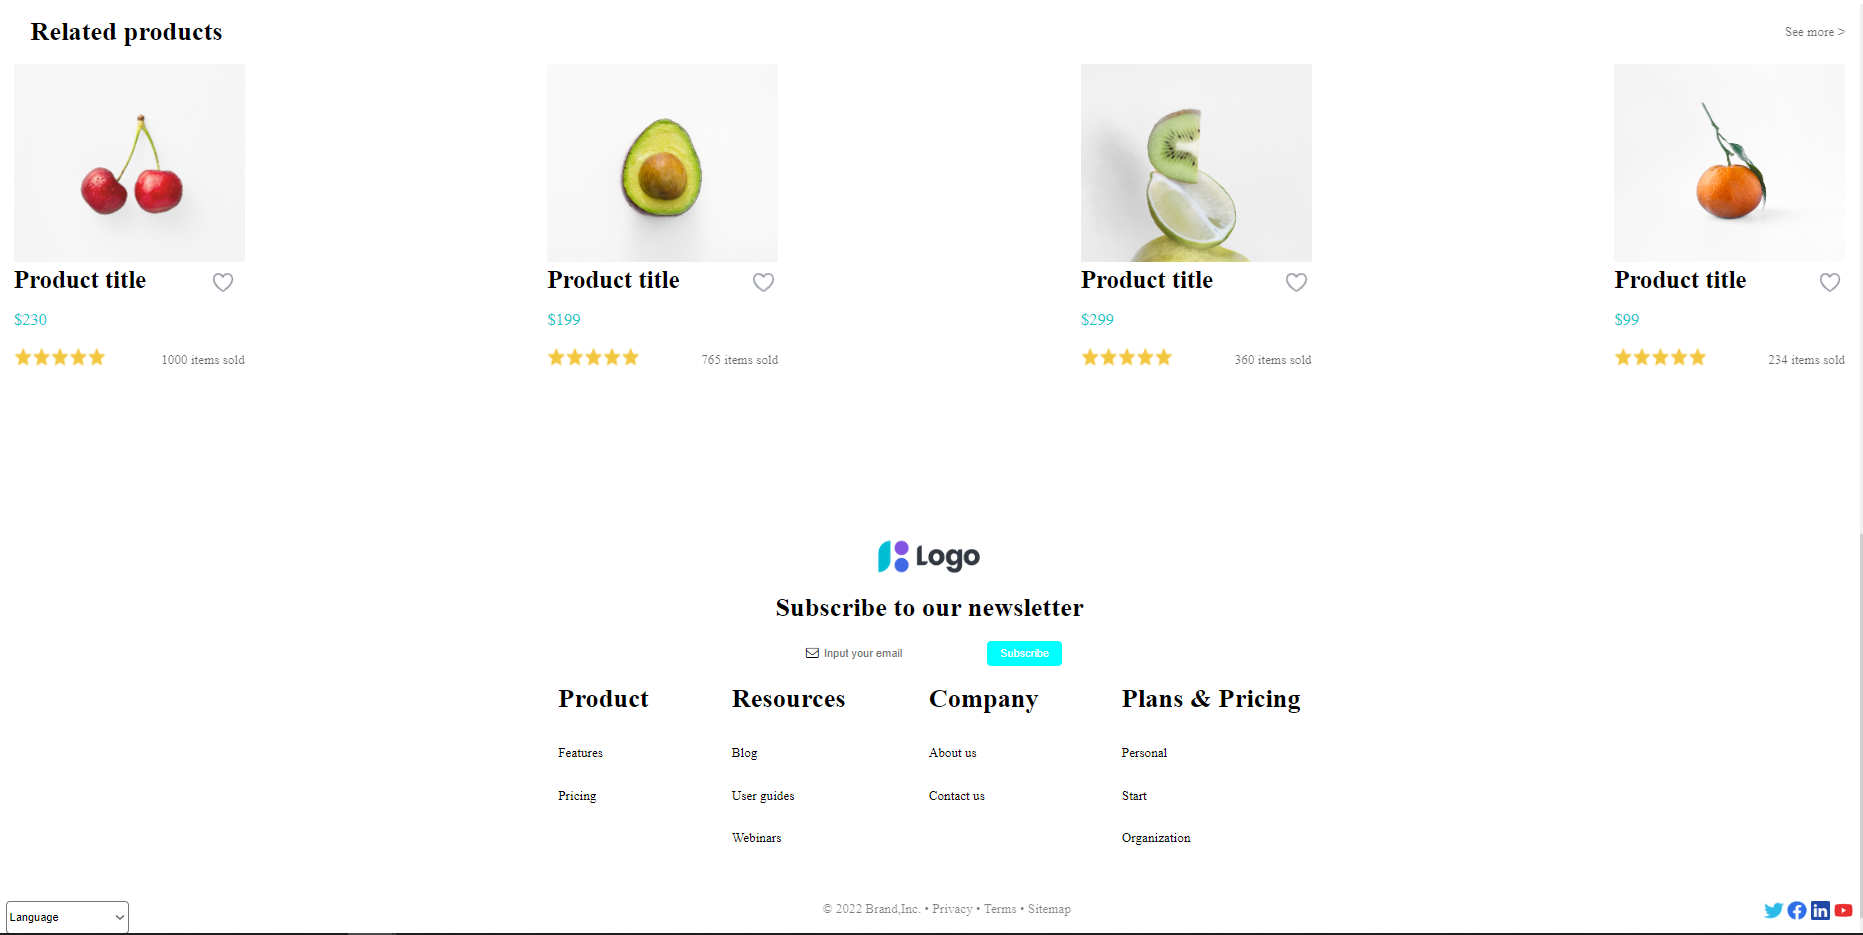 Related products
See more >
Product title
$230
1000 items sold
Product title
$199
765 items sold
Product title
$299
360 items sold
Product title
$99
234 items sold
Logo
Subscribe to our newsletter
Input your email
Subscribe
Product
Features
Pricing
Resources
Blog
User guides
Webinars
Company
About us
Contact us
Plans & Pricing
Personal
Start
Organization
Language
© 2022 Brand,Inc. • Privacy • Terms • Sitemap